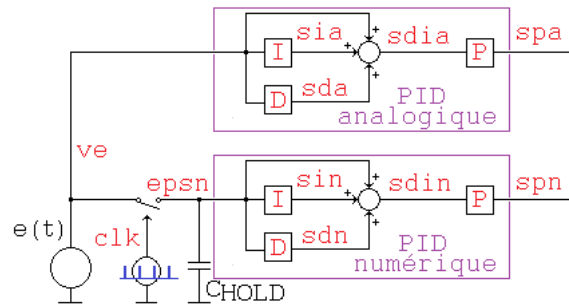 sia
sdia
spa
I
P
sda
D
PID
analogique
ve
epsn
sin
sdin
spn
I
P
e(t)
clk
sdn
D
PID
numérique
CHOLD